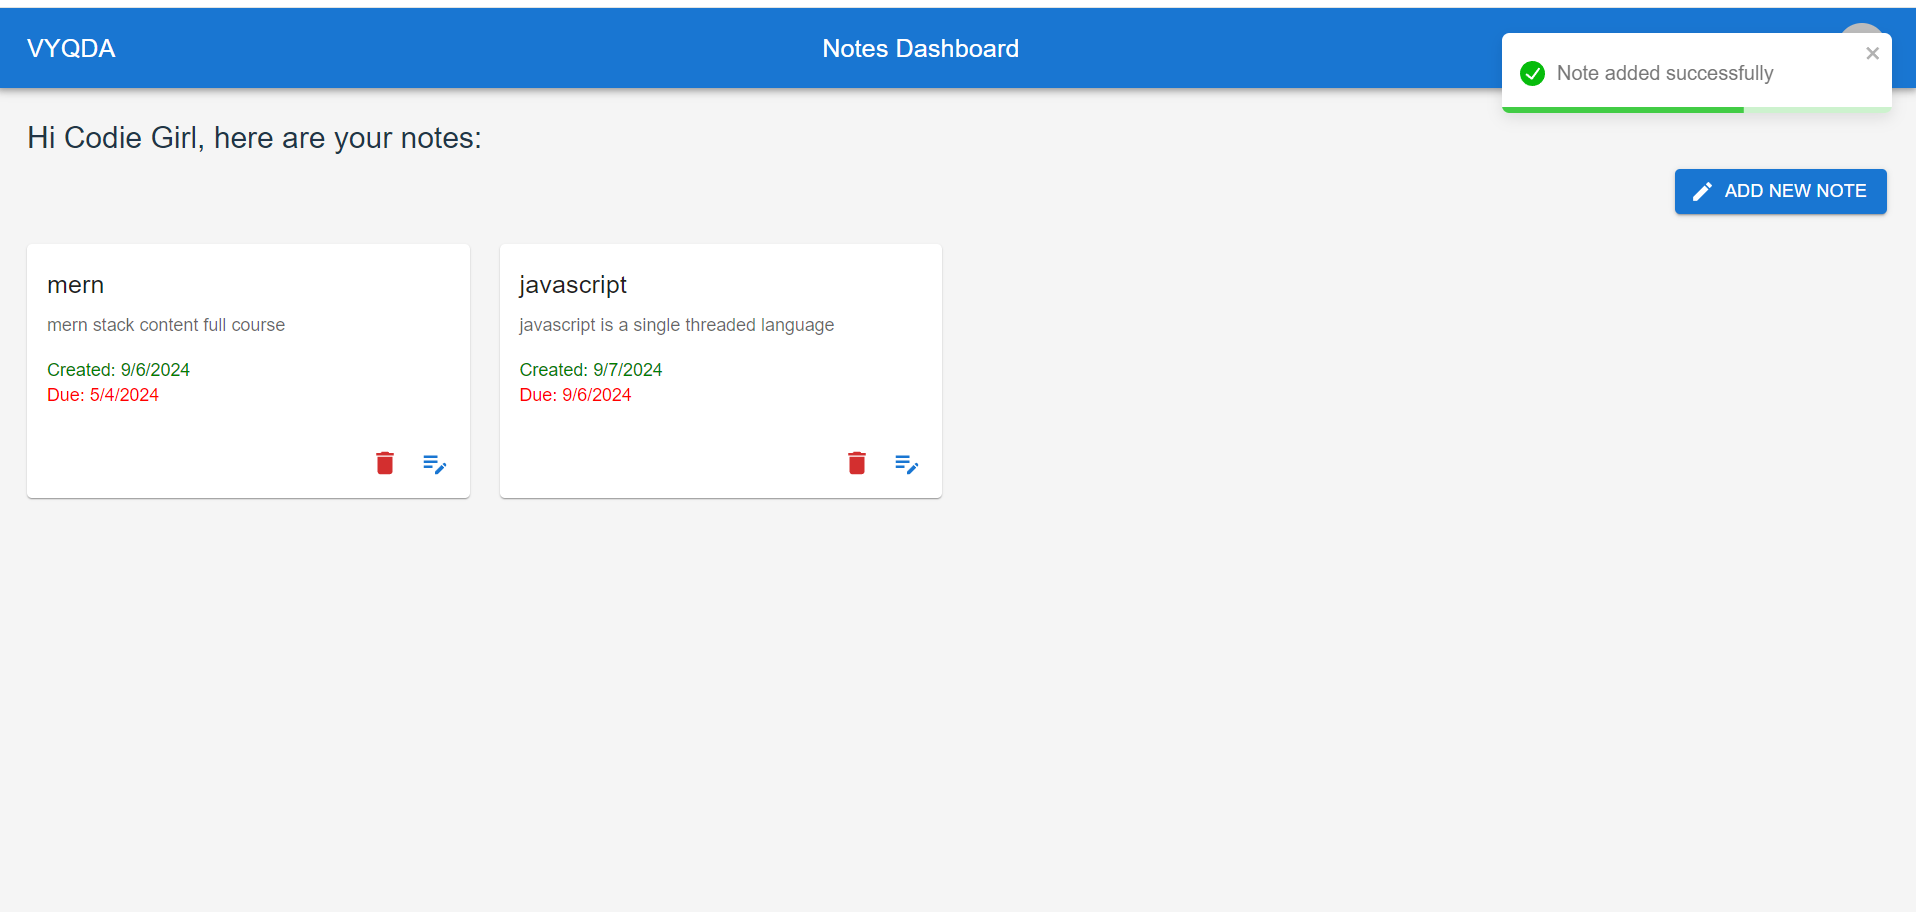 VYQDA
Notes Dashboard
Note added successfully
Hi Codie Girl, here are your notes:
ADD NEW NOTE
mern
mern stack content full course
Created: 9/6/2024
Due: 5/4/2024
javascript
javascript is a single threaded language
Created: 9/7/2024
Due: 9/6/2024